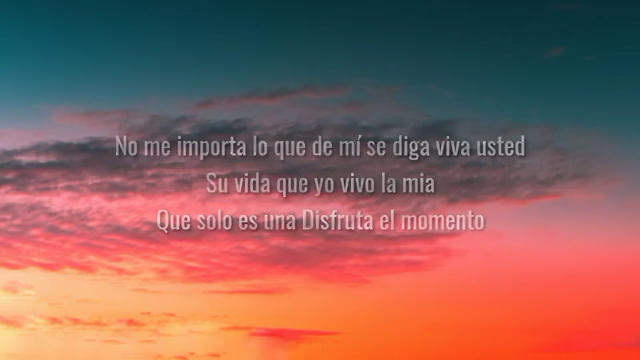 No me importa lo que de mí se diga viva usted
Su vida que yo vivo la mia
Que solo es una Disfruta el momento